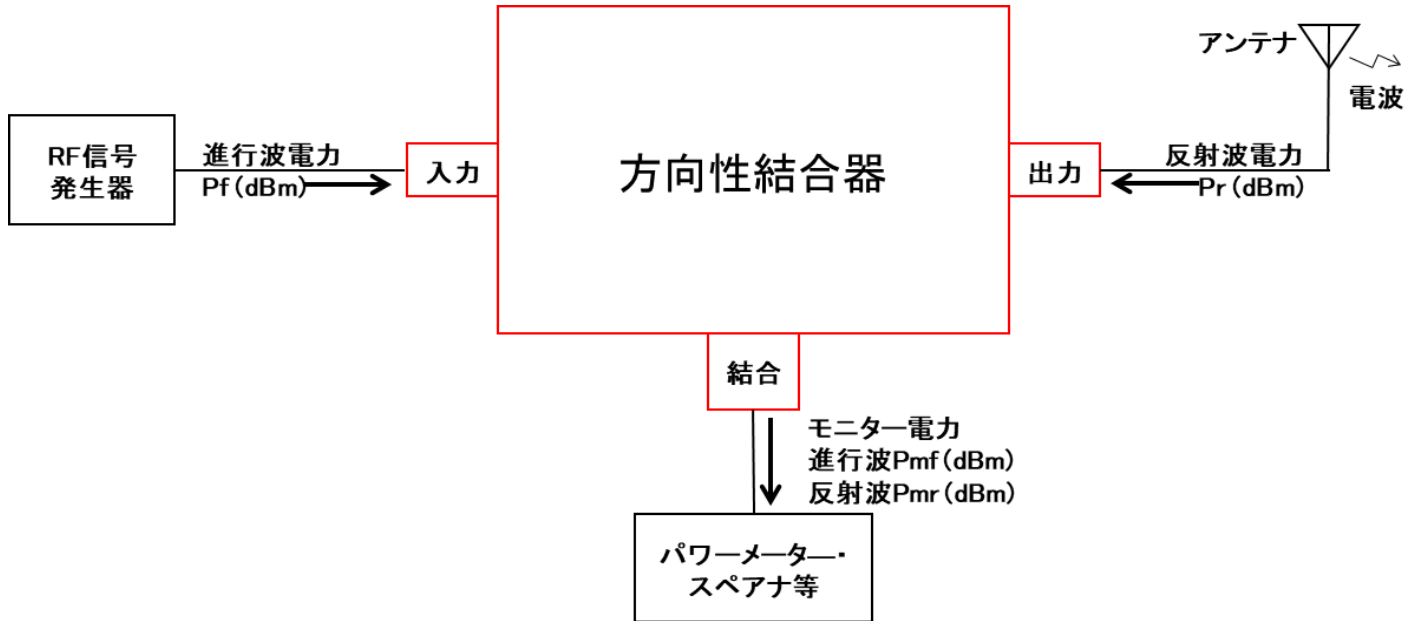 アンテナ
電波
RF信号
発生器
進行波電力
Pf(dBm)
入力
方向性結合器
出力
反射波電力
Pr(dBm)
結合
モニター電力
進行波Pmf(dBm)
反射波Pmr(dBm)
パワーメーター・
スペアナ等